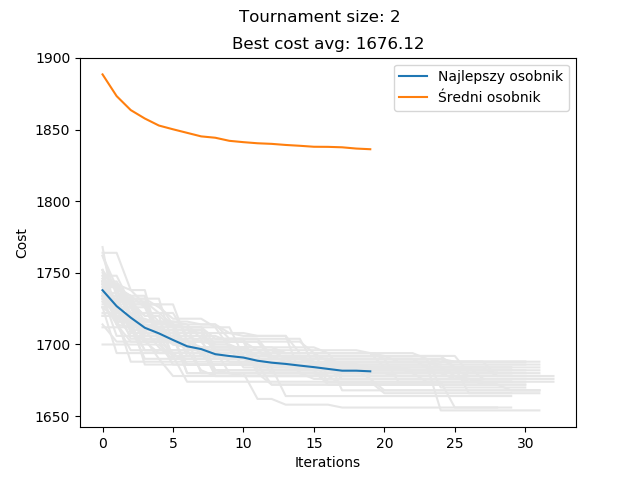 Tournament size: 2
Best cost avg: 1676.12
1900
1850
1800
1750
1700
1650
Cost
Najlepszy osobnik
Średni osobnik
0 5 10 15 20 25 30
Iterations